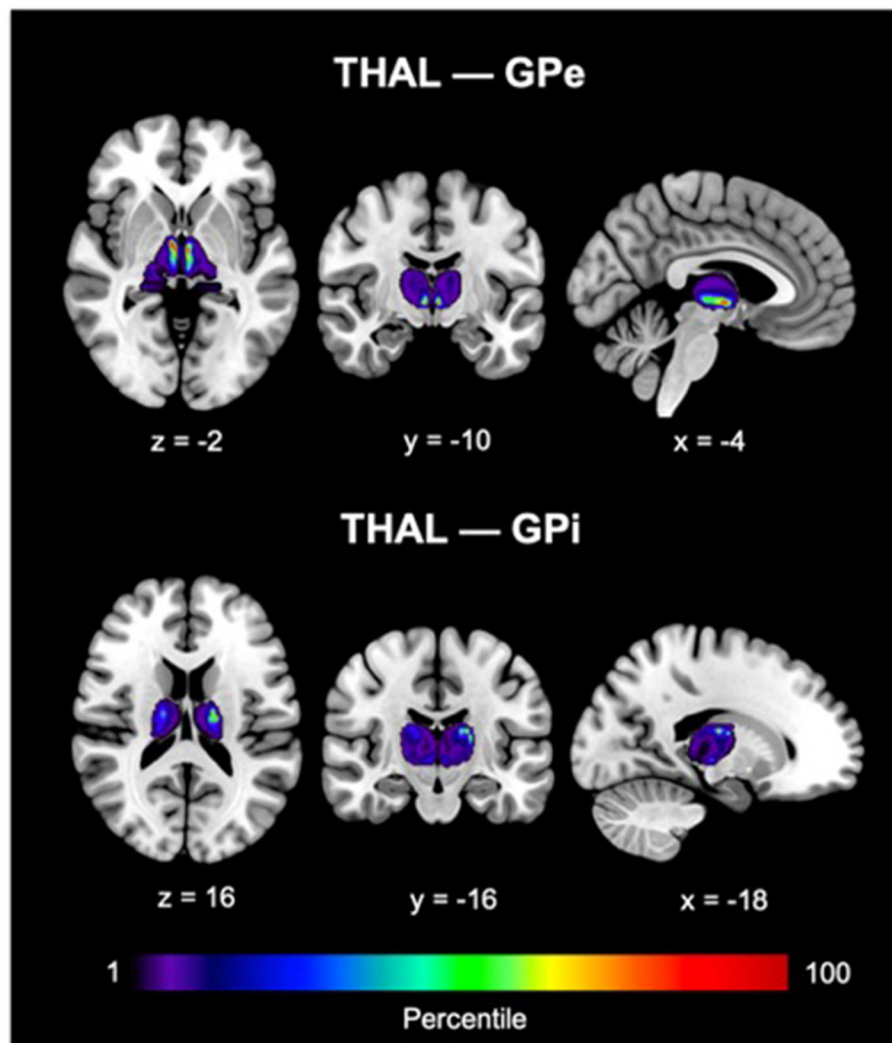 THAL — GPe
z = -2 y = -10 x = -4
THAL — GPi
z = 16 y = -16 x = -18
1 100
Percentile